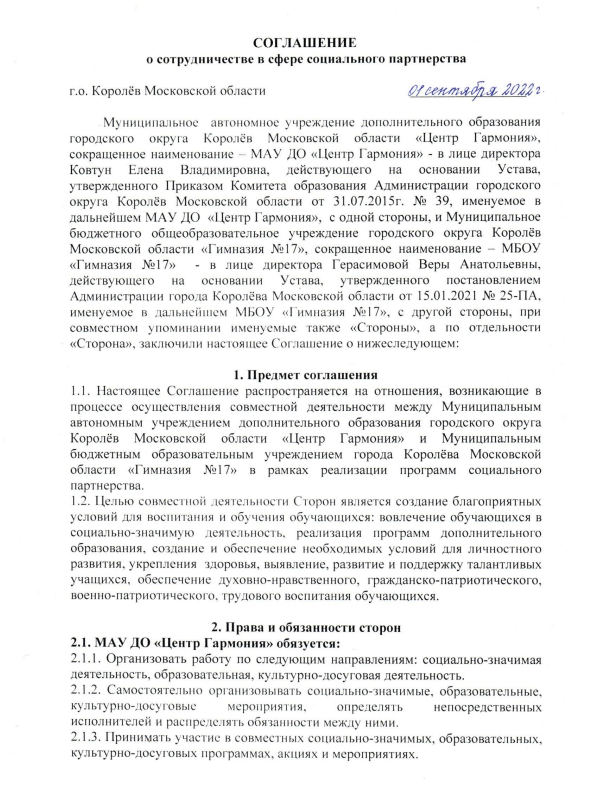 СОГЛАШЕНИЕ
о сотрудничестве в сфере социального партнерства
г.о. Королёв Московской области 01 сентября 2022 г.
Муниципальное автономное учреждение дополнительного образования
городского округа Королёв Московской области «Центр Гармония»,
сокращенное наименование – МАУ ДО «Центр Гармония» - в лице директора
Ковтун Елена Владимировна, действующего на основании Устава,
утвержденного Приказом Комитета образования Администрации городского
округа Королёв Московской области от 31.07.2015г. № 39, именуемое в
дальнейшем МАУ ДО «Центр Гармония», с одной стороны, и Муниципальное
бюджетного общеобразовательное учреждение городского округа Королёв
Московской области «Гимназия №17», сокращенное наименование – МБОУ
«Гимназия №17» - в лице директора Герасимовой Веры Анатольевны,
действующего на основании Устава, утвержденного постановлением
Администрации города Королёва Московской области от 15.01.2021 № 25-ПА,
именуемое в дальнейшем МБОУ «Гимназия №17», с другой стороны, при
совместном упоминании именуемые также «Стороны», а по отдельности
«Сторона», заключили настоящее Соглашение о нижеследующем:
1. Предмет соглашения
1.1. Настоящее Соглашение распространяется на отношения, возникающие в
процессе осуществления совместной деятельности между Муниципальным
автономным учреждением дополнительного образования городского округа
Королёв Московской области «Центр Гармония» и Муниципальным
бюджетным образовательным учреждением города Королёва Московской
области «Гимназия №17» в рамках реализации программ социального
партнерства.
1.2. Целью совместной деятельности Сторон является создание благоприятных
условий для воспитания и обучения обучающихся: вовлечение обучающихся в
социально-значимую деятельность, реализация программ дополнительного
образования, создание и обеспечение необходимых условий для личностного
развития, укрепления здоровья, выявление, развитие и поддержку талантливых
учащихся, обеспечение духовно-нравственного, гражданско-патриотического,
военно-патриотического, трудового воспитания обучающихся.
2. Права и обязанности сторон
2.1. МАУ ДО «Центр Гармония» обязуется:
2.1.1. Организовать работу по следующим направлениям: социально-значимая
деятельность, образовательная, культурно-досуговая деятельность.
2.1.2. Самостоятельно организовывать социально-значимые, образовательные,
культурно-досуговые мероприятия, определять непосредственных
исполнителей и распределять обязанности между ними.
2.1.3. Принимать участие в совместных социально-значимых, образовательных,
культурно-досуговых программах, акциях и мероприятиях.